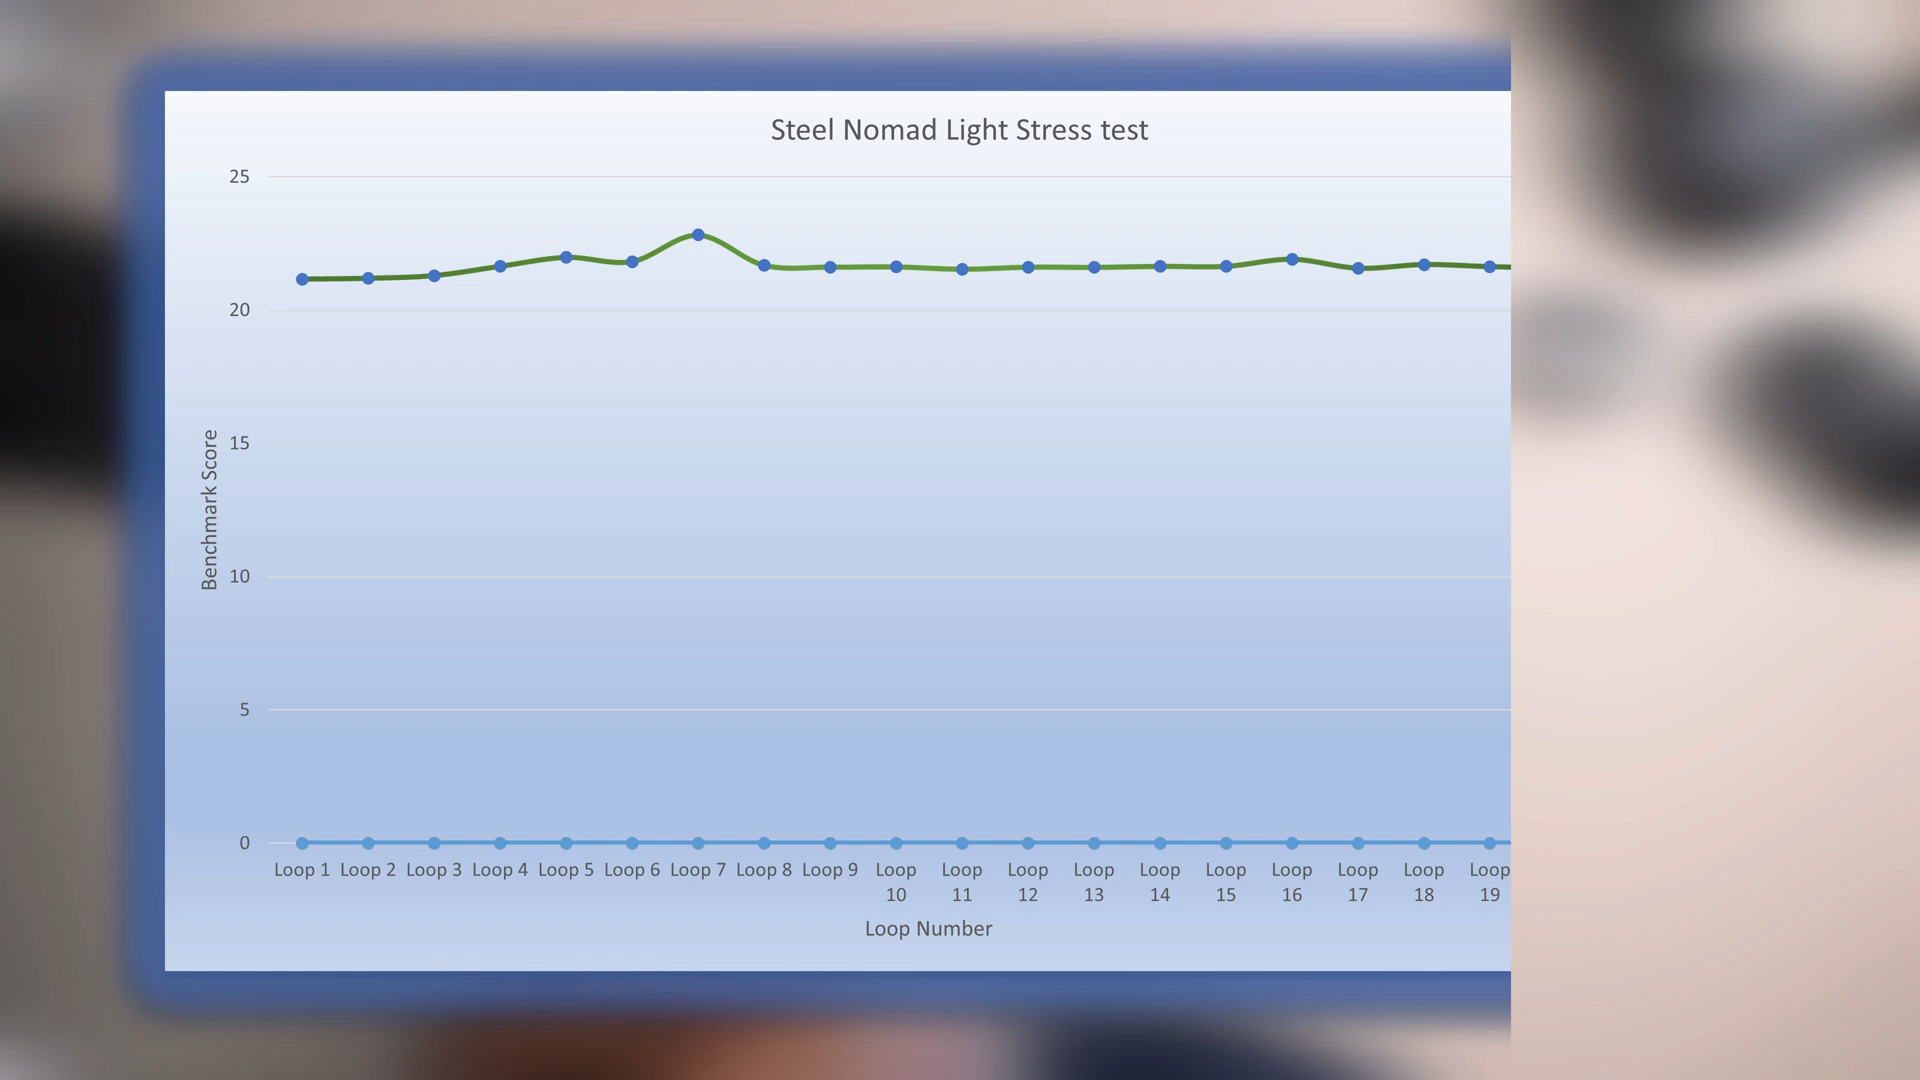 Steel Nomad Light Stress test
25
20
15
10
5
0
Benchmark Score
Loop 1 Loop 2 Loop 3 Loop 4 Loop 5 Loop 6 Loop 7 Loop 8 Loop 9 Loop 10 Loop 11 Loop 12 Loop 13 Loop 14 Loop 15 Loop 16 Loop 17 Loop 18 Loop 19
Loop Number